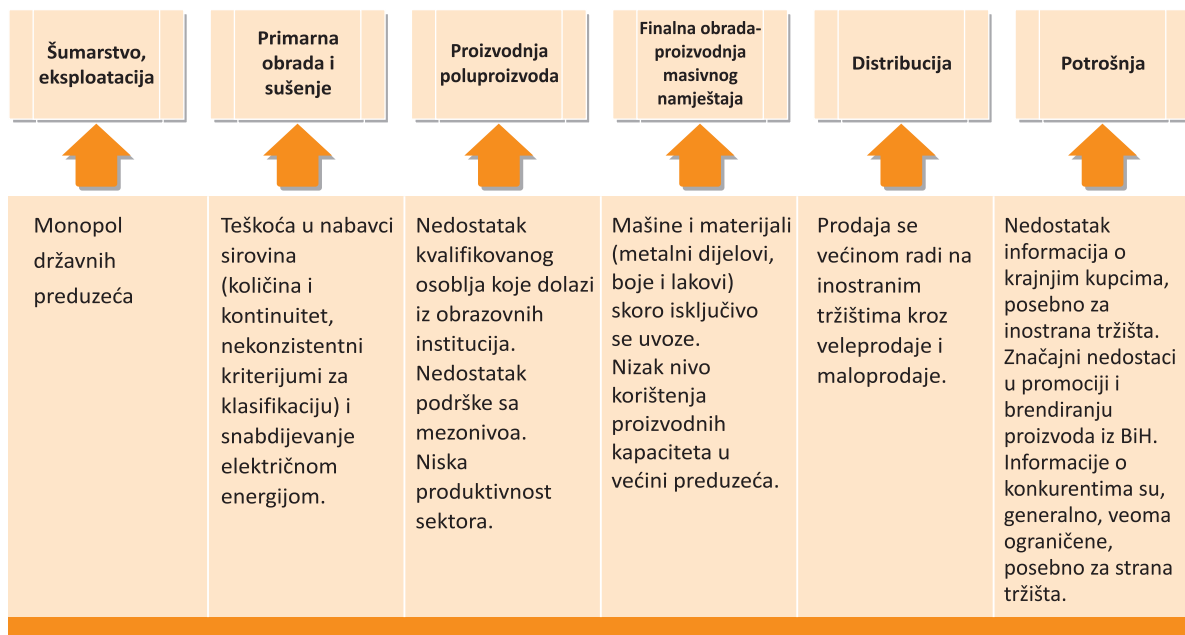 Šumarstvo,
eksploatacija
Primarna
obrada i
sušenje
Proizvodnja
poluproizvoda
Finalna obrada-
proizvodnja
masivnog
namještaja
Distribucija
Potrošnja
Monopol
državnih
preduzeća
Teškoća u nabavci
sirovina
(količina i
kontinuitet,
nekonzistentni
kriterijumi za
klasifikaciju) i
snabdijevanje
električnom
energijom.
Nedostatak
kvalifikovanog
osoblja koje dolazi
iz obrazovnih
institucija.
Nedostatak
podrške sa
mezonivoa.
Niska
produktivnost
sektora.
Mašine i materijali
(metalni dijelovi,
boje i lakovi)
skoro isključivo
se uvoze.
Nizak nivo
korištenja
proizvodnih
kapaciteta u
većini preduzeća.
Prodaja se
većinom radi na
inostranim
tržištima kroz
veleprodaje i
maloprodaje.
Nedostatak
informacija o
krajnjim kupcima,
posebno za
inostrana tržišta.
Značajni nedostaci
u promociji i
brendiranju
proizvoda iz BiH.
Informacije o
konkurentima su,
generalno, veoma
ograničene,
posebno za strana
tržišta.